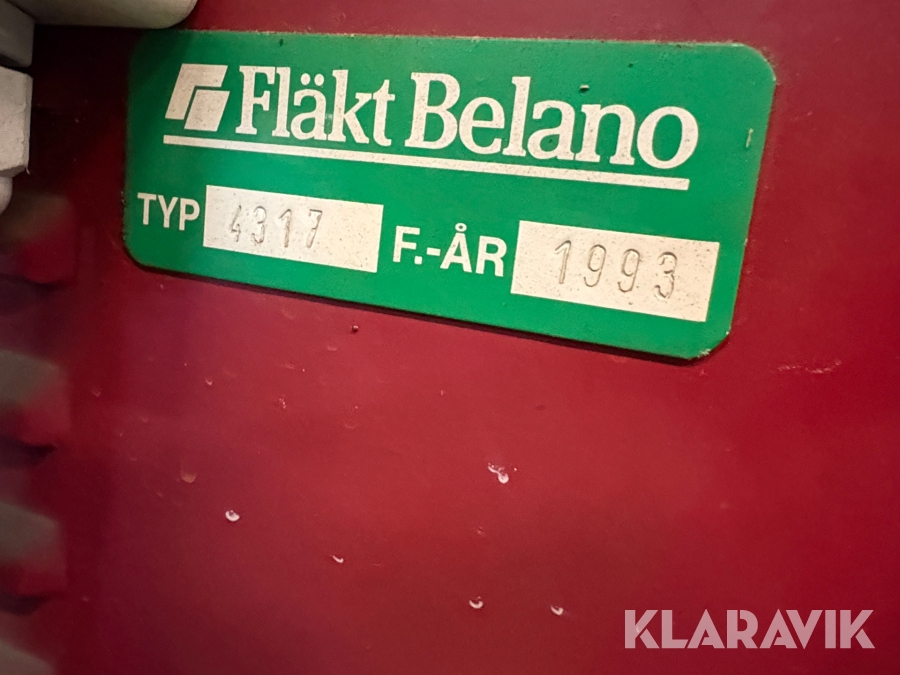 Fläkt Belano
TYP 4317 F.-ÅR 1993
KLARAVIK